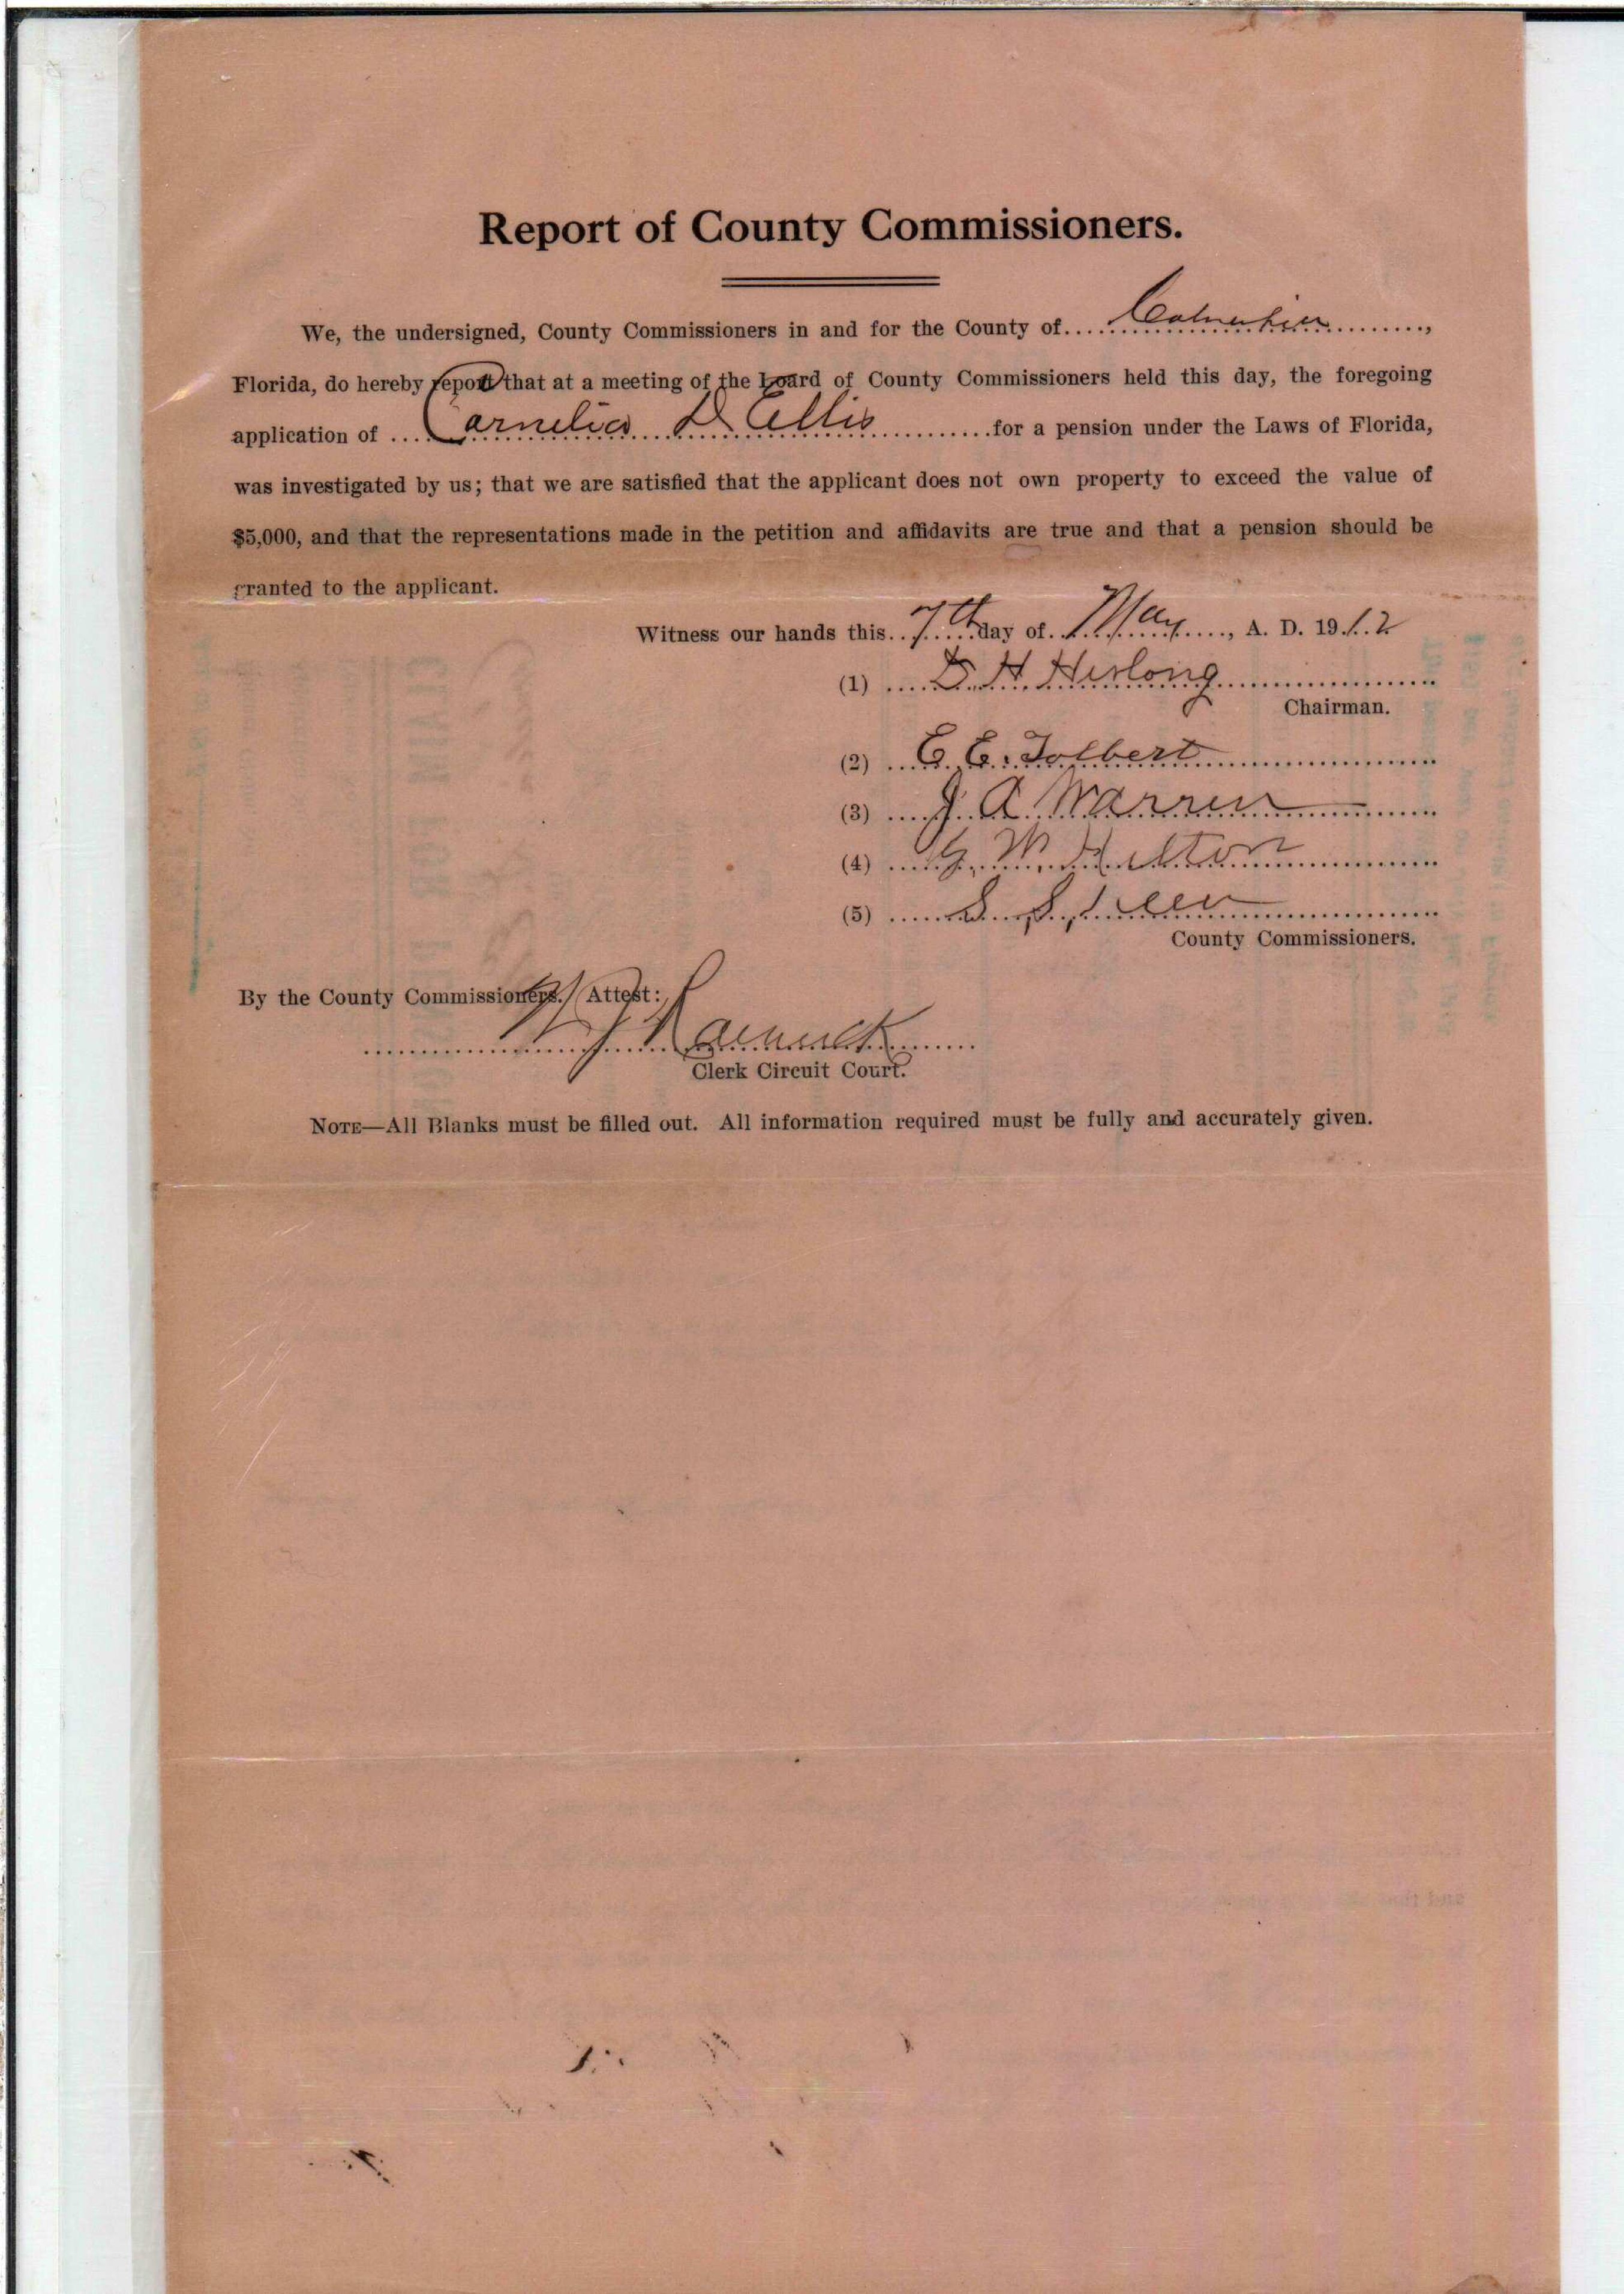 Report of County Commissioners.
We, the undersigned, County Commissioners in and for the County of Columbia,
Florida, do hereby report that at a meeting of the board of County Commissioners held this day, the foregoing
application of Cornelia D Ellis for a pension under the Laws of Florida,
was investigated by us; that we are satisfied that the applicant does not own property to exceed the value of
$5,000, and that the representations made in the petition and affidavits are true and that a pension should be
granted to the applicant.
Witness our hands this 7th day of May, A. D. 1912
(1) D. H. Herlong
Chairman.
(2) E. E. Tolbert
(3) J. A. Warren
(4) G. W. Hilton
(5) S. S.
County Commissioners.
By the County Commissioners. Attest:
Clerk Circuit Court.
NOTE—All Blanks must be filled out. All information required must be fully and accurately given.